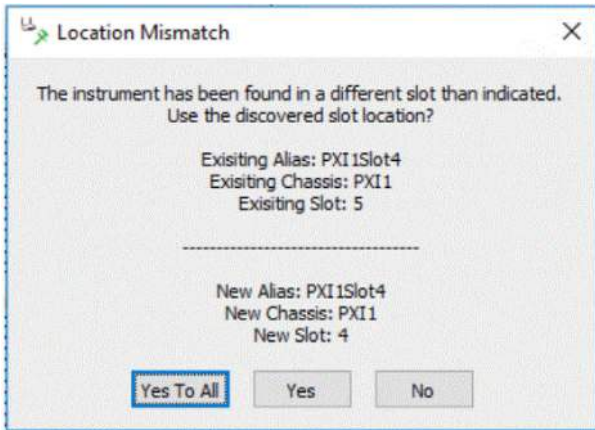 Location Mismatch
The instrument has been found in a different slot than indicated.
Use the discovered slot location?
Exisiting Alias: PXI1Slot4
Exisiting Chassis: PXI1
Exisiting Slot: 5
----------------------------------
New Alias: PXI1Slot4
New Chassis: PXI1
New Slot: 4
Yes To All
Yes
No